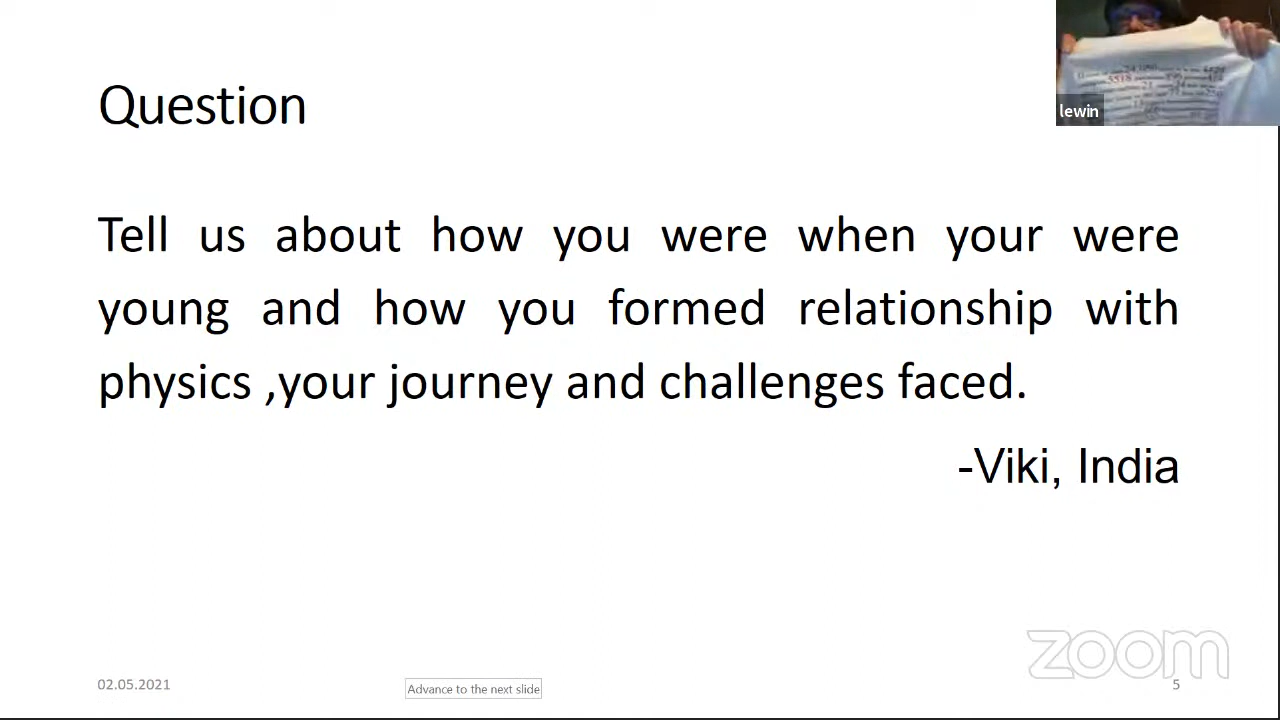 Question
lewin
Tell us about how you were when your were
young and how you formed relationship with
physics ,your journey and challenges faced.
-Viki, India
zoom
02.05.2021
Advance to the next slide
5